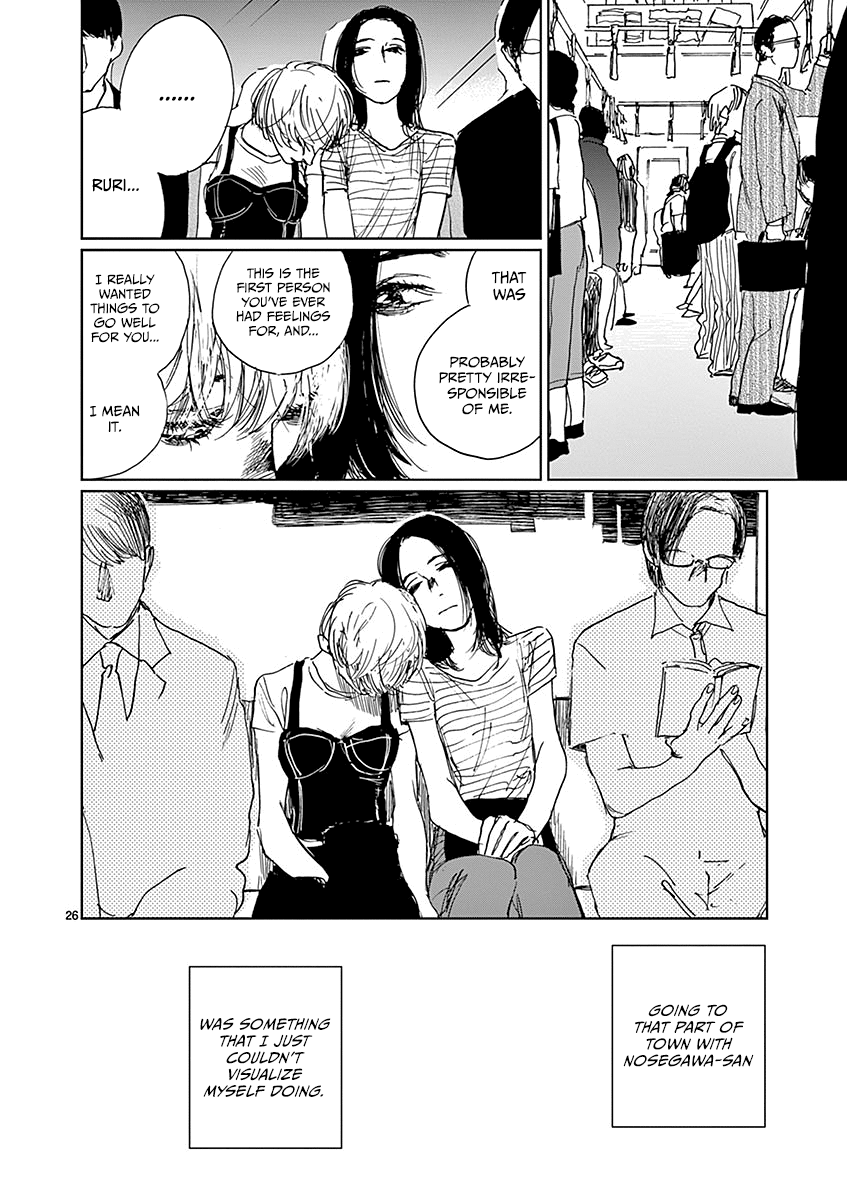 .......
RURI...
THAT
WAS
PROBABLY
PRETTY IRRE-
SPONSIBLE
OF ME.
THIS IS THE
FIRST PERSON
YOU'VE EVER
HAD FEELINGS
FOR, AND...
I REALLY
WANTED
THINGS TO
GO WELL
FOR YOU...
I MEAN
IT.
26
GOING TO
THAT PART OF
TOWN WITH
NOSEGAWA-SAN
WAS SOMETHING
THAT I JUST
COULDN'T
VISUALIZE
MYSELF DOING.